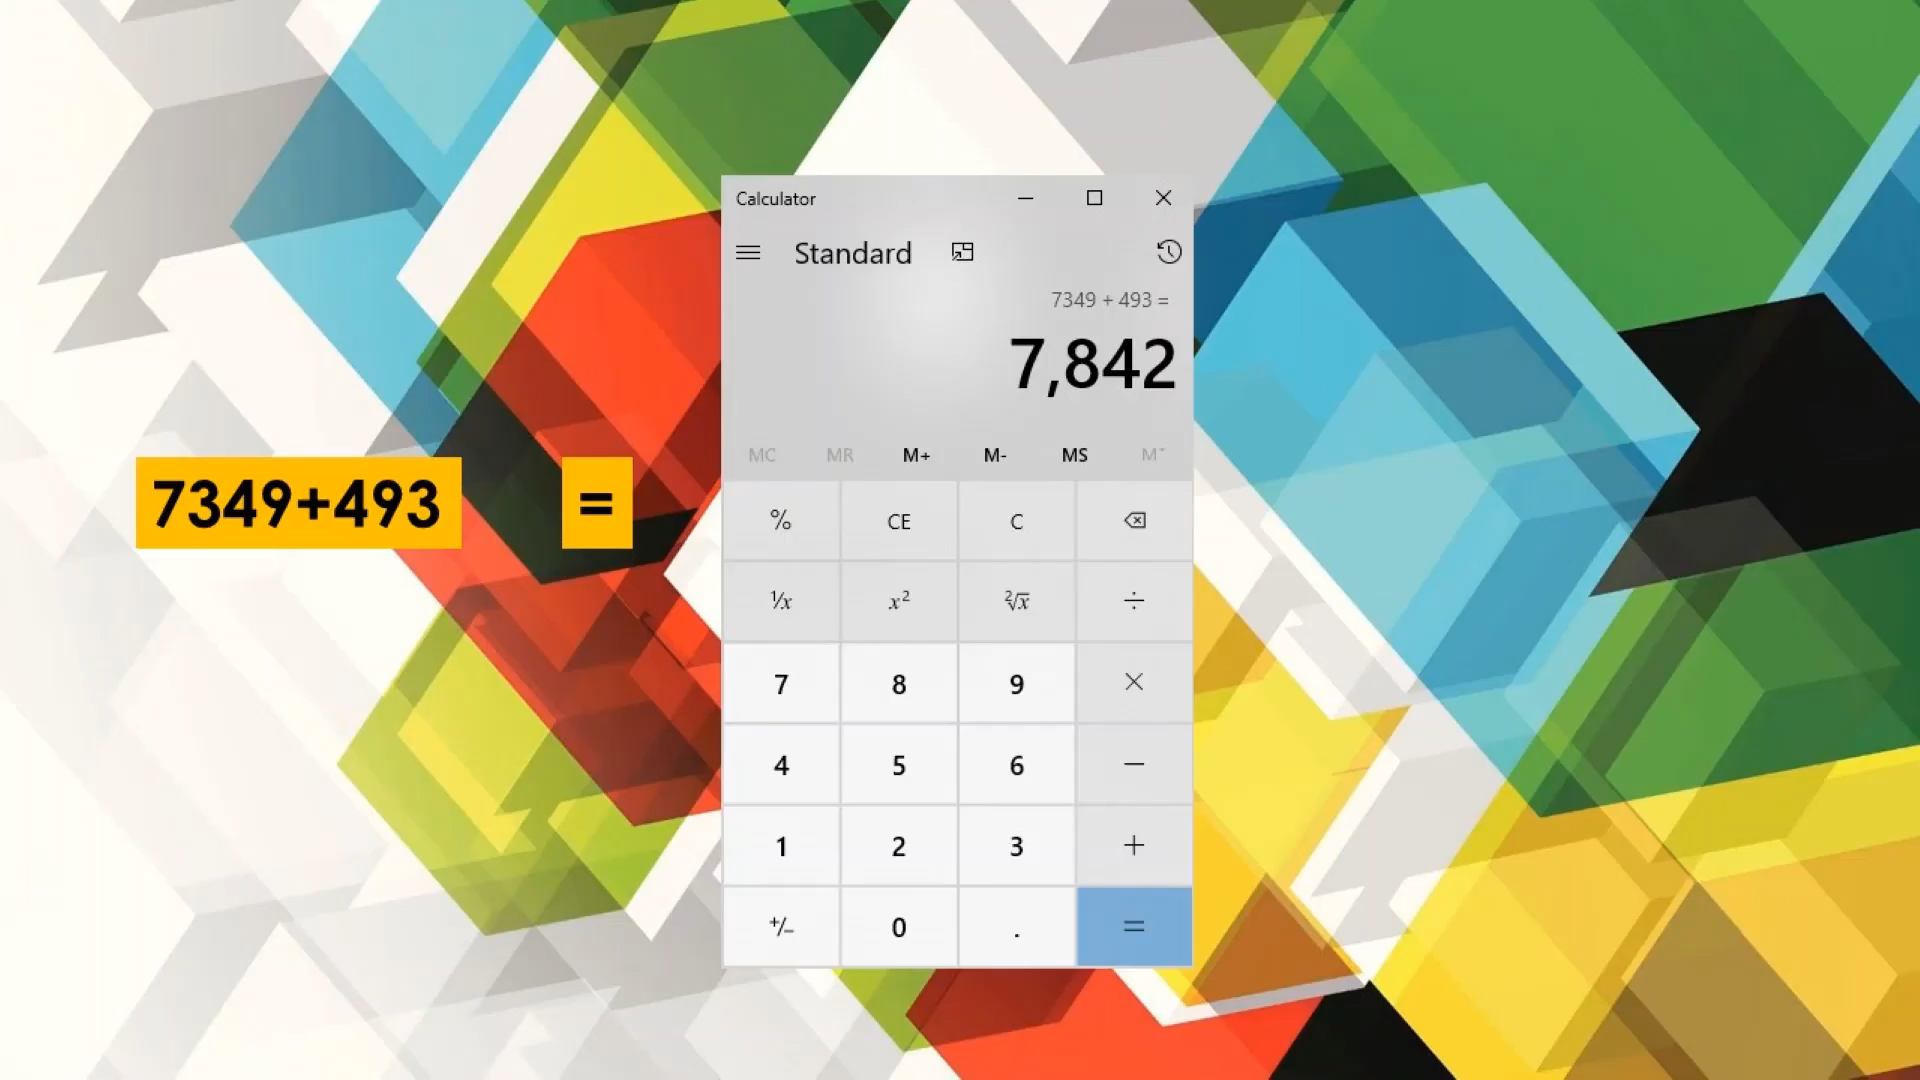 Calculator
Standard
7349 + 493 =
7,842
MC MR M+ M- MS M˅
7349+493 =
% CE C
¹/x x² ²√x ÷
7 8 9 ×
4 5 6 −
1 2 3 +
+/− 0 . =